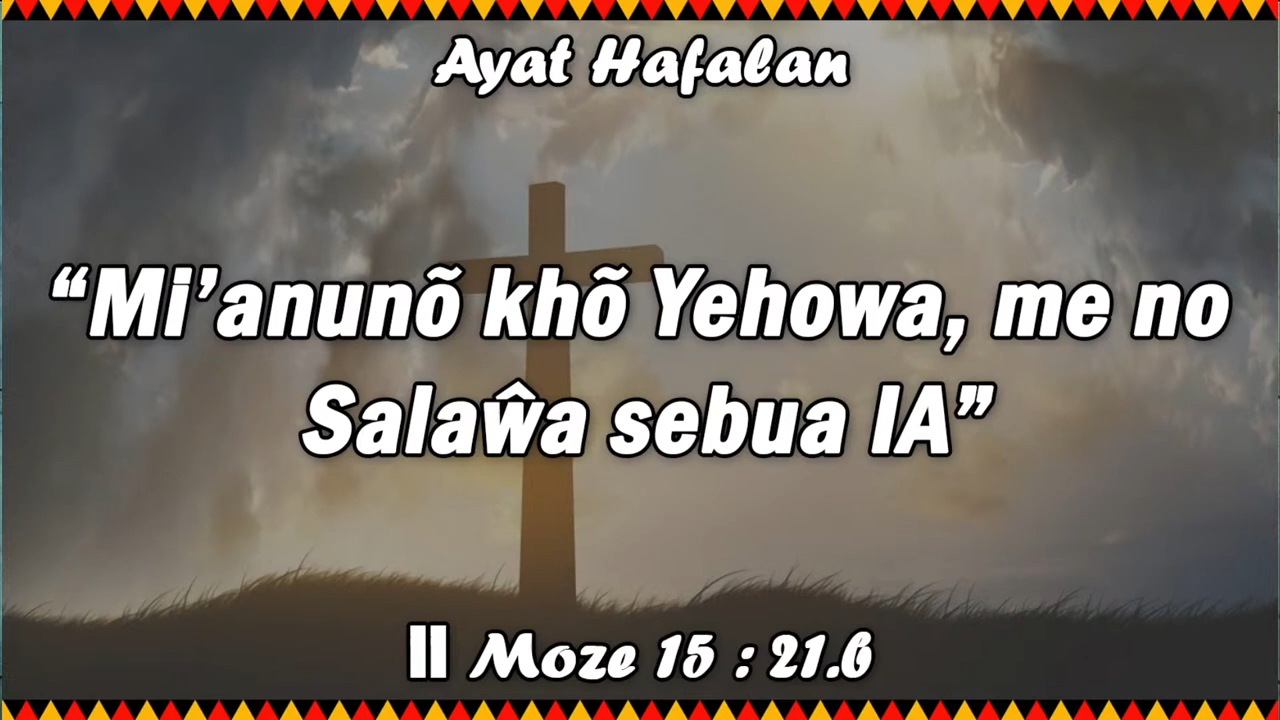 Ayat Hafalan
“Mi’anunõ khõ Yehowa, me no
Salaŵa sebua IA”
II Moze 15 : 21.b